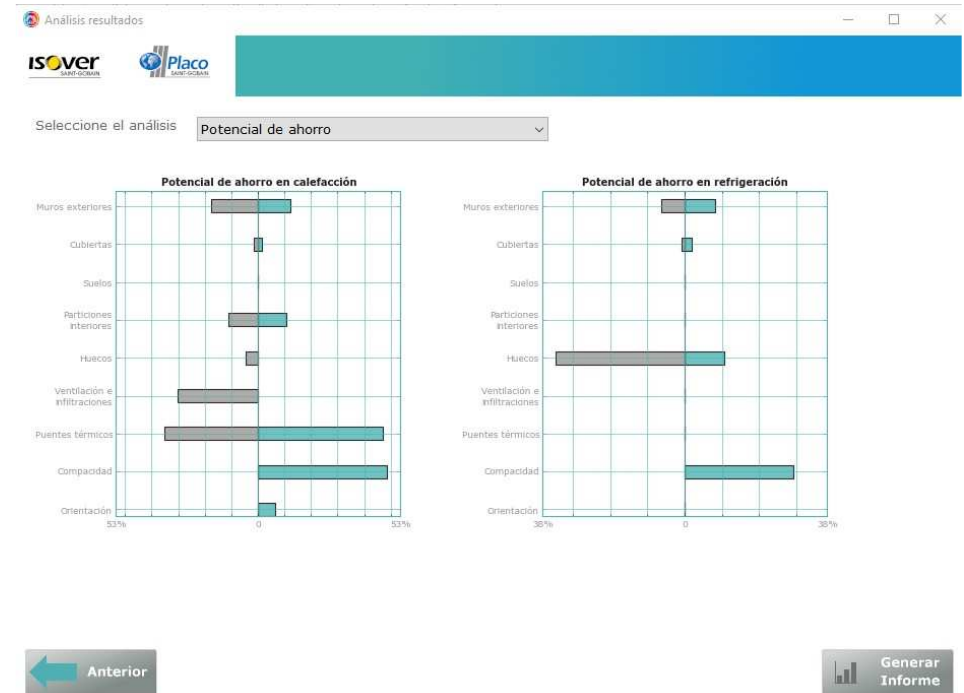 Análisis resultados
isover
SAINT-GOBAIN
Placo
SAINT-GOBAIN
Seleccione el análisis
Potencial de ahorro
Potencial de ahorro en calefacción
Muros exteriores
Cubiertas
Suelos
Particiones
interiores
Huecos
Ventilación e
infiltraciones
Puentes térmicos
Compacidad
Orientación
53%
0
53%
Potencial de ahorro en refrigeración
Muros exteriores
Cubiertas
Suelos
Particiones
interiores
Huecos
Ventilación e
infiltraciones
Puentes térmicos
Compacidad
Orientación
38%
0
38%
Anterior
Generar
Informe